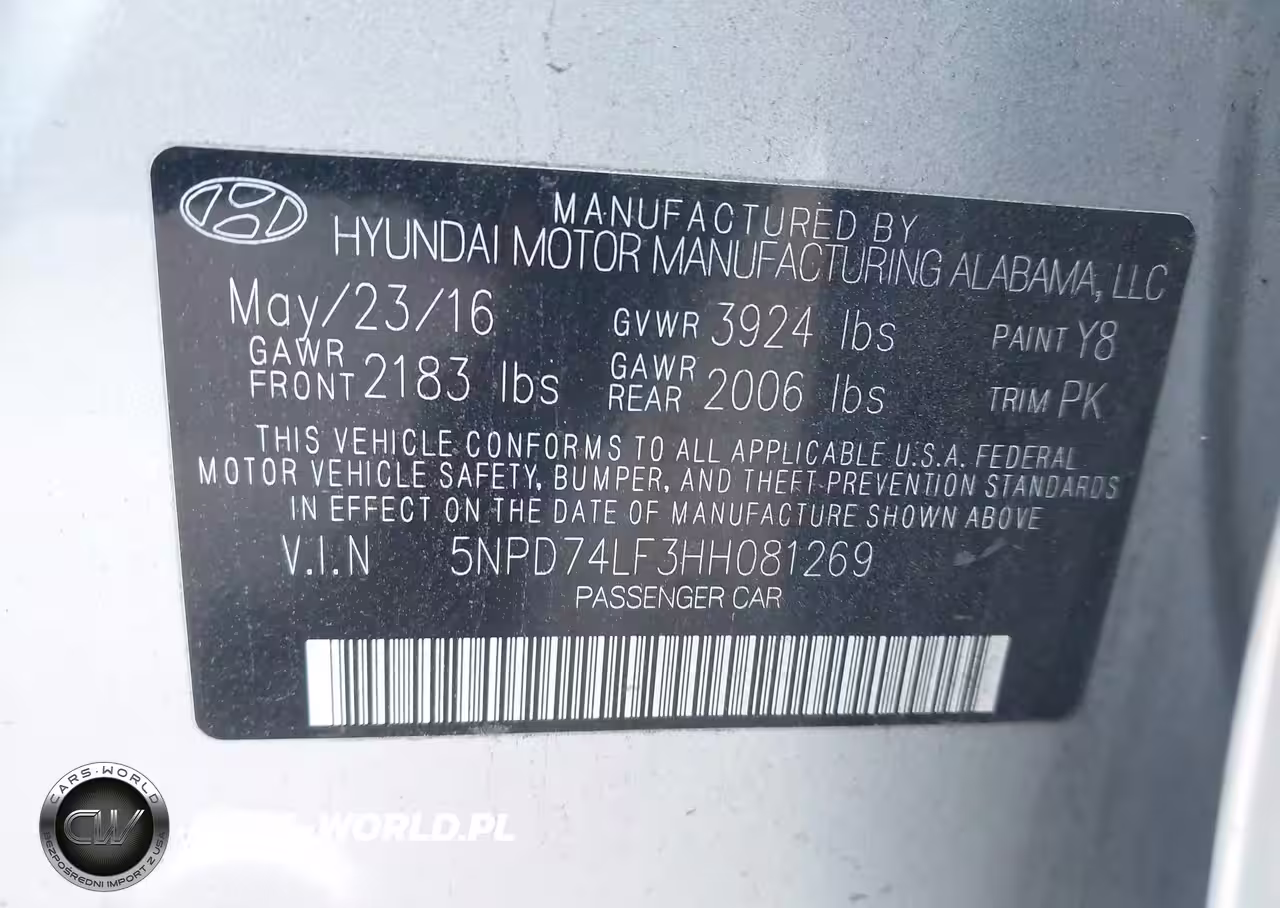 MANUFACTURED BY
HYUNDAI MOTOR MANUFACTURING ALABAMA, LLC
May/23/16 GVWR 3924 lbs PAINT Y8
GAWR FRONT 2183 lbs GAWR REAR 2006 lbs TRIM PK
THIS VEHICLE CONFORMS TO ALL APPLICABLE U.S.A. FEDERAL
MOTOR VEHICLE SAFETY, BUMPER, AND THEFT PREVENTION STANDARDS
IN EFFECT ON THE DATE OF MANUFACTURE SHOWN ABOVE
V.I.N 5NPD74LF3HH081269
PASSENGER CAR
CARS-WORLD
CW
BEZPOŚREDNI IMPORT Z USA
-WORLD.PL